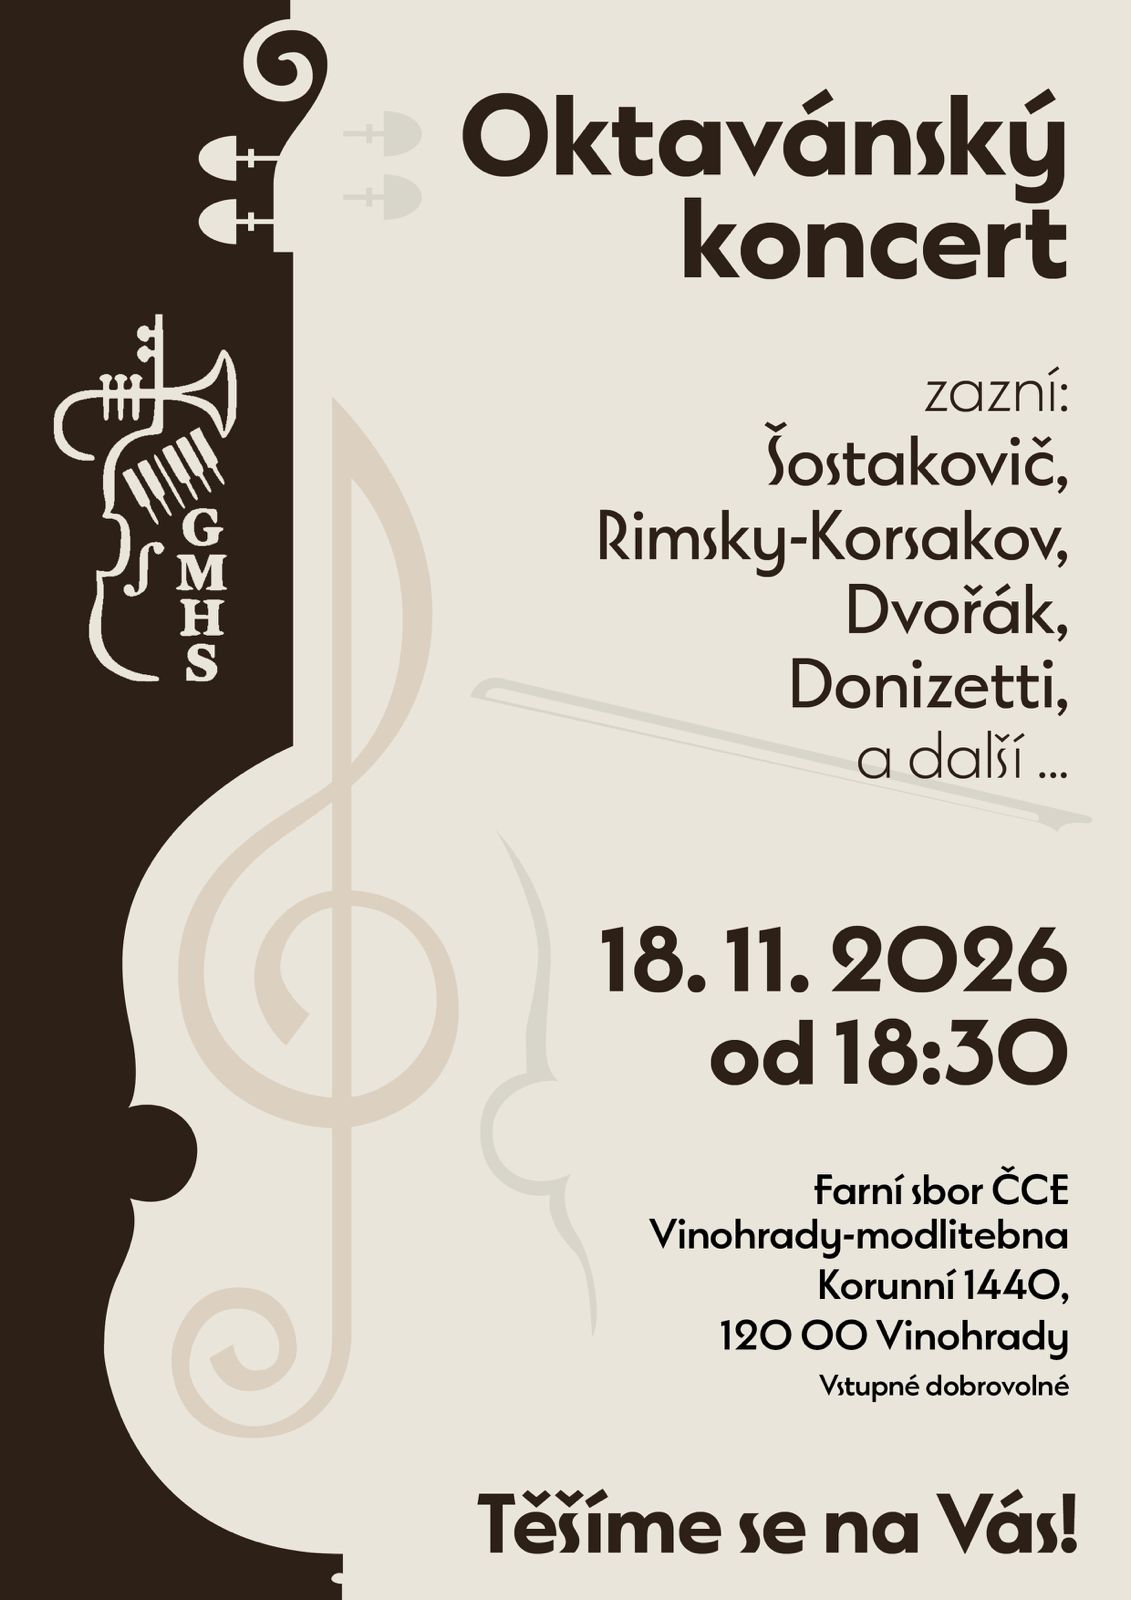 Oktavánský
koncert
zazní:
Šostakovič,
Rimsky-Korsakov,
Dvořák,
Donizetti,
a další ...
G
M
H
S
18. 11. 2026
od 18:30
Farní sbor ČCE
Vinohrady-modlitebna
Korunní 1440,
120 00 Vinohrady
Vstupné dobrovolné
Těšíme se na Vás!